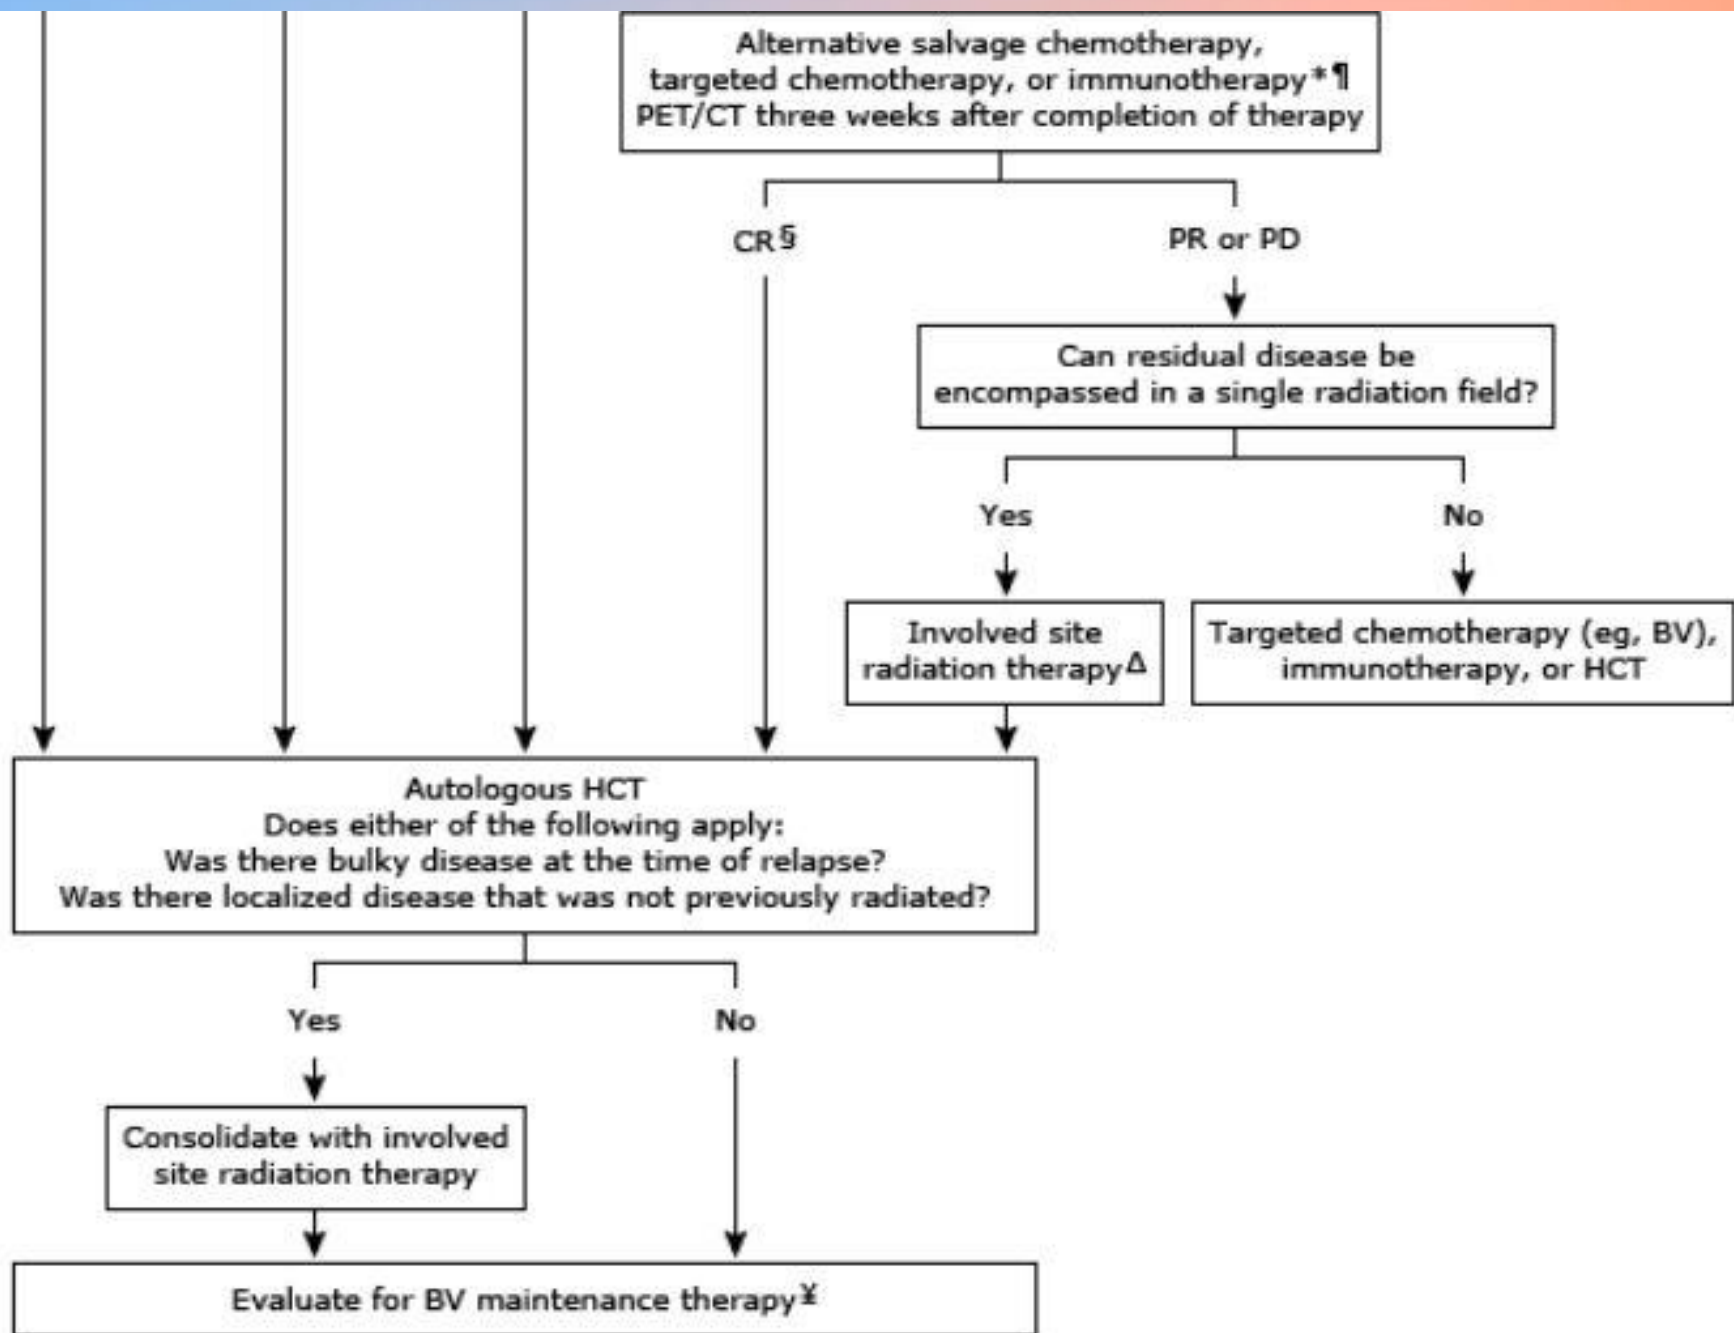 Alternative salvage chemotherapy,
targeted chemotherapy, or immunotherapy*¶
PET/CT three weeks after completion of therapy
CR§
PR or PD
Can residual disease be
encompassed in a single radiation field?
Yes
No
Involved site
radiation therapyΔ
Targeted chemotherapy (eg, BV),
immunotherapy, or HCT
Autologous HCT
Does either of the following apply:
Was there bulky disease at the time of relapse?
Was there localized disease that was not previously radiated?
Yes
No
Consolidate with involved
site radiation therapy
Evaluate for BV maintenance therapy¥